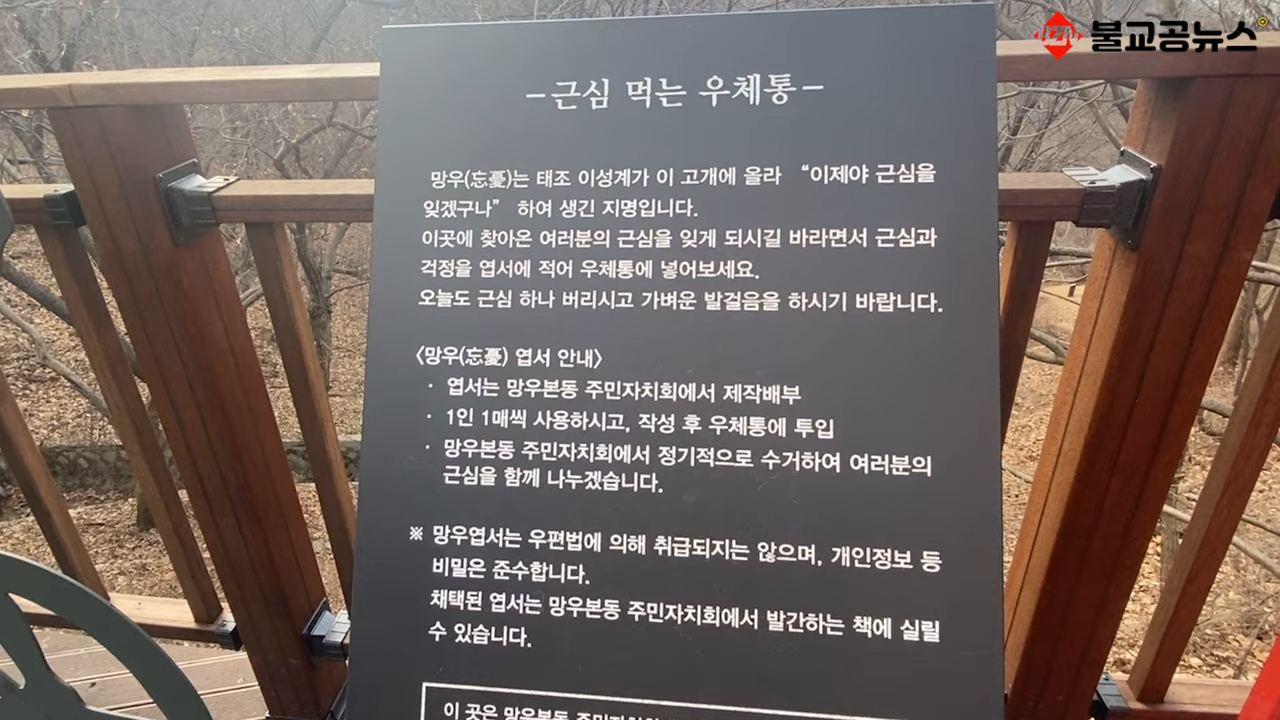 불교공뉴스
-근심 먹는 우체통-
망우(忘憂)는 태조 이성계가 이 고개에 올라 “이제야 근심을
잊겠구나” 하여 생긴 지명입니다.
이곳에 찾아온 여러분의 근심을 잊게 되시길 바라면서 근심과
걱정을 엽서에 적어 우체통에 넣어보세요.
오늘도 근심 하나 버리시고 가벼운 발걸음을 하시기 바랍니다.
〈망우(忘憂) 엽서 안내〉
· 엽서는 망우본동 주민자치회에서 제작배부
· 1인 1매씩 사용하시고, 작성 후 우체통에 투입
· 망우본동 주민자치회에서 정기적으로 수거하여 여러분의
근심을 함께 나누겠습니다.
※ 망우엽서는 우편법에 의해 취급되지는 않으며, 개인정보 등
비밀은 준수합니다.
채택된 엽서는 망우본동 주민자치회에서 발간하는 책에 실릴
수 있습니다.
이 곳은 망우본동